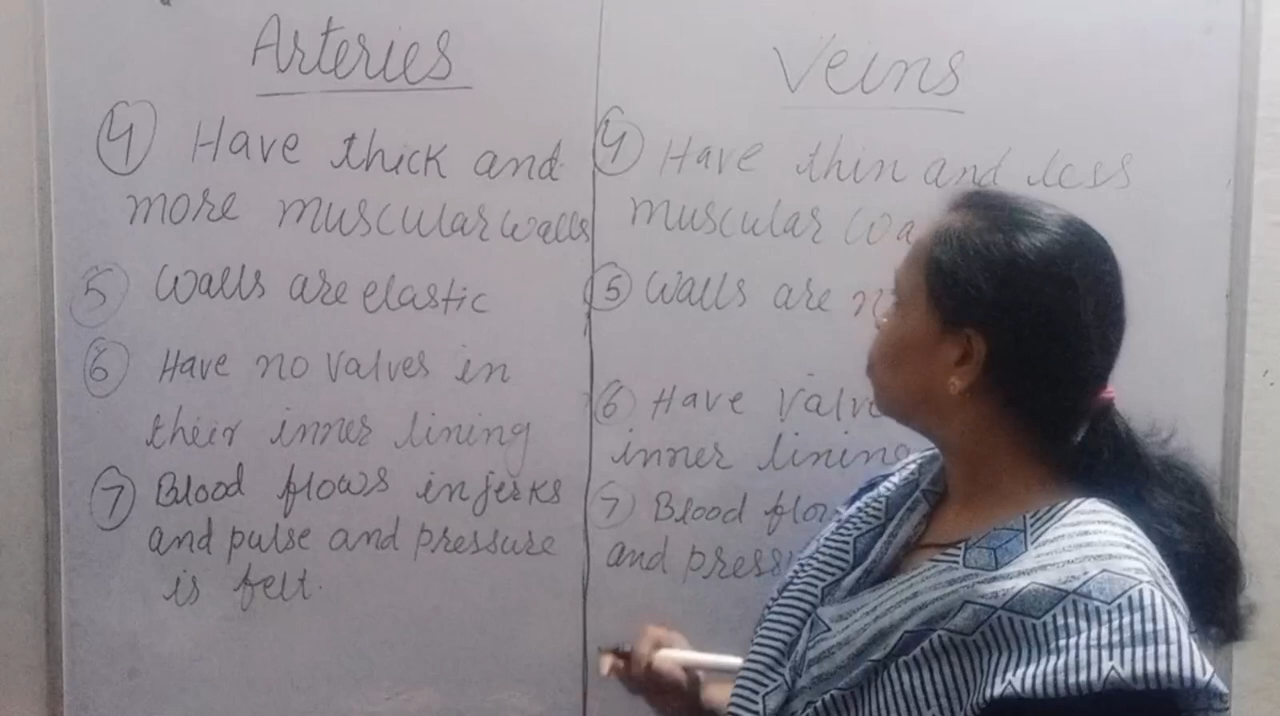 Arteries
④ Have thick and
more muscular walls
⑤ Walls are elastic
⑥ Have no valves in
their inner lining
⑦ Blood flows in jerks
and pulse and pressure
is felt.
Veins
④ Have thin and less
muscular
⑤ Walls are
⑥ Have
inner lining
⑦ Blood
and